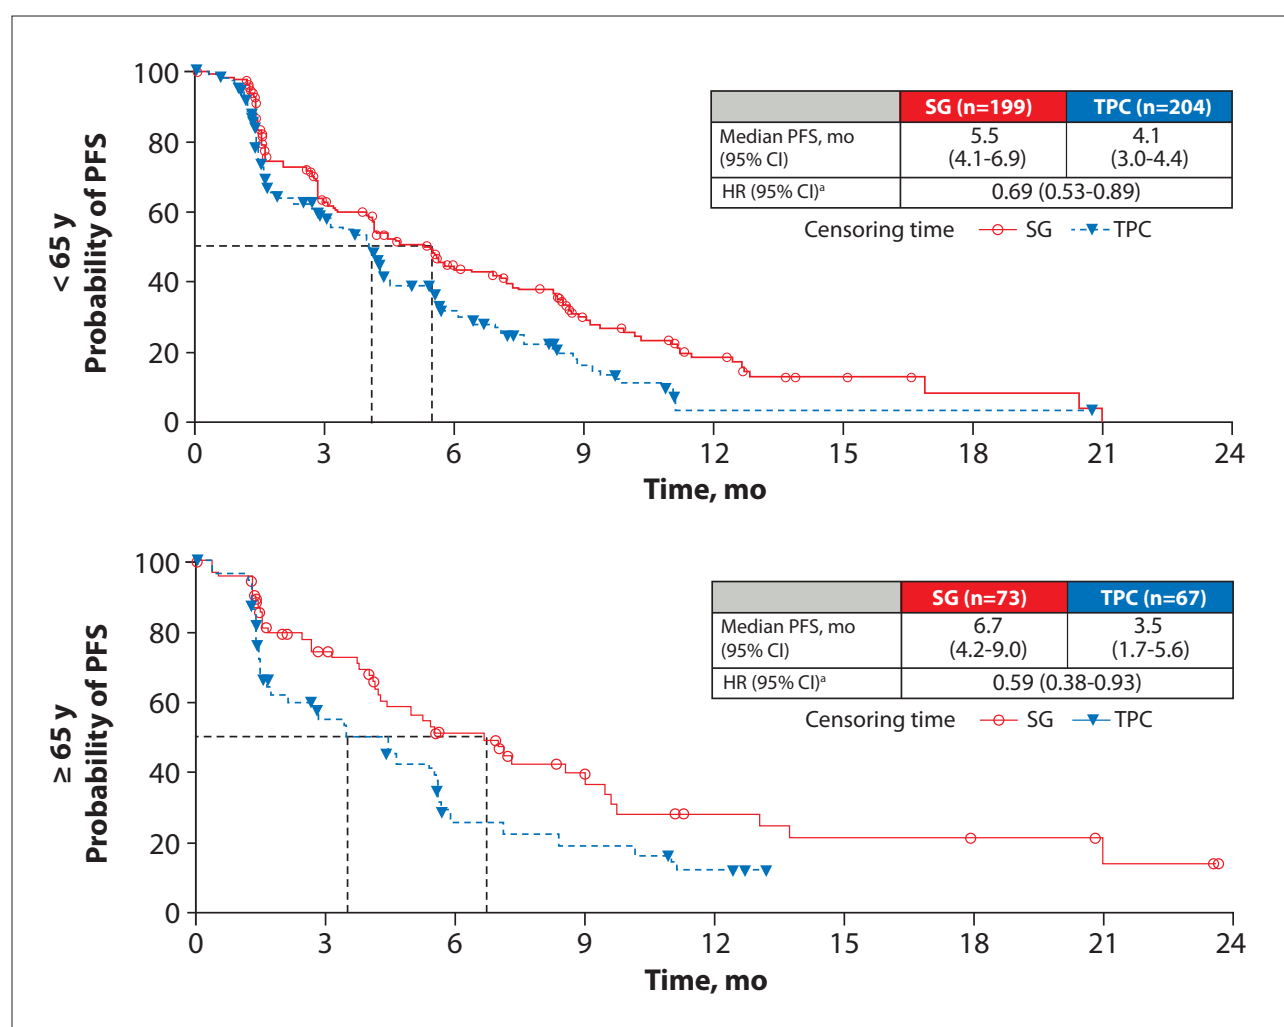 < 65 y
Probability of PFS
100
80
60
40
20
0
0 3 6 9 12 15 18 21 24
Time, mo
SG (n=199) TPC (n=204)
Median PFS, mo
(95% CI)
5.5
(4.1-6.9)
4.1
(3.0-4.4)
HR (95% CI)ᵃ 0.69 (0.53-0.89)
Censoring time SG TPC
≥ 65 y
Probability of PFS
100
80
60
40
20
0
0 3 6 9 12 15 18 21 24
Time, mo
SG (n=73) TPC (n=67)
Median PFS, mo
(95% CI)
6.7
(4.2-9.0)
3.5
(1.7-5.6)
HR (95% CI)ᵃ 0.59 (0.38-0.93)
Censoring time SG TPC